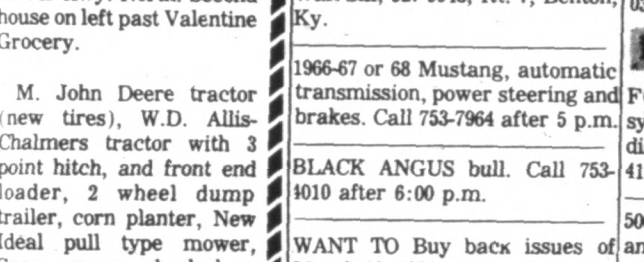 house on left past Valentine
Grocery.
M. John Deere tractor
(new tires), W.D. Allis-
Chalmers tractor with 3
point hitch, and front end
loader, 2 wheel dump
trailer, corn planter, New
Ideal pull type mower,
Ky.
1966-67 or 68 Mustang, automatic
transmission, power steering and
brakes. Call 753-7964 after 5 p.m.
BLACK ANGUS bull. Call 753-
4010 after 6:00 p.m.
WANT TO Buy back issues of